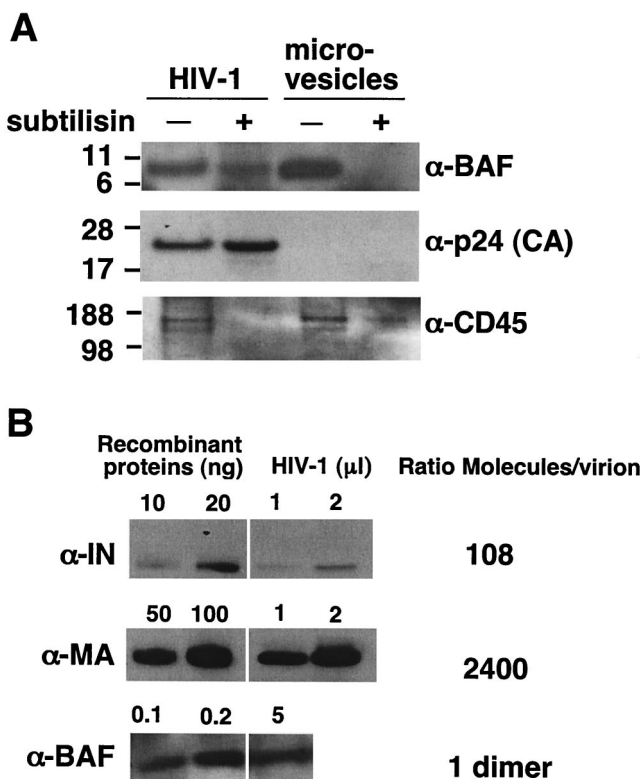 A
HIV-1 micro-vesicles
subtilisin — + — +
11
6
α-BAF
28
17
α-p24 (CA)
188
98
α-CD45
B
Recombinant proteins (ng) HIV-1 (µl) Ratio Molecules/virion
10 20 1 2
α-IN 108
50 100 1 2
α-MA 2400
0.1 0.2 5
α-BAF 1 dimer